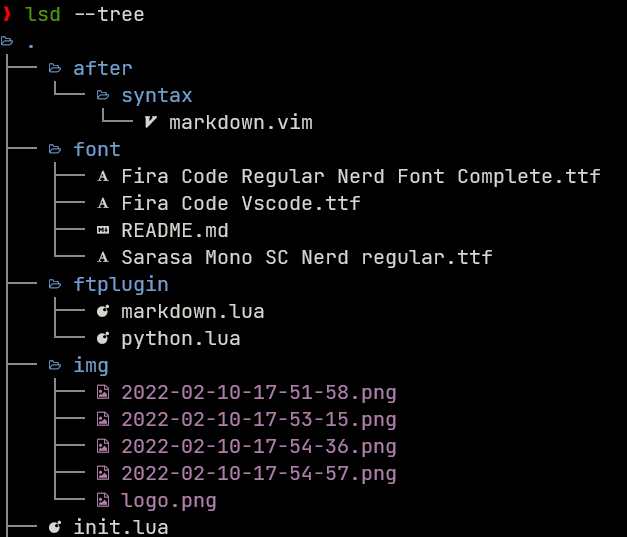 ❯ lsd --tree
.
├── after
│   └── syntax
│       └── markdown.vim
├── font
│   ├── Fira Code Regular Nerd Font Complete.ttf
│   ├── Fira Code Vscode.ttf
│   ├── README.md
│   └── Sarasa Mono SC Nerd regular.ttf
├── ftplugin
│   ├── markdown.lua
│   └── python.lua
├── img
│   ├── 2022-02-10-17-51-58.png
│   ├── 2022-02-10-17-53-15.png
│   ├── 2022-02-10-17-54-36.png
│   ├── 2022-02-10-17-54-57.png
│   └── logo.png
├── init.lua